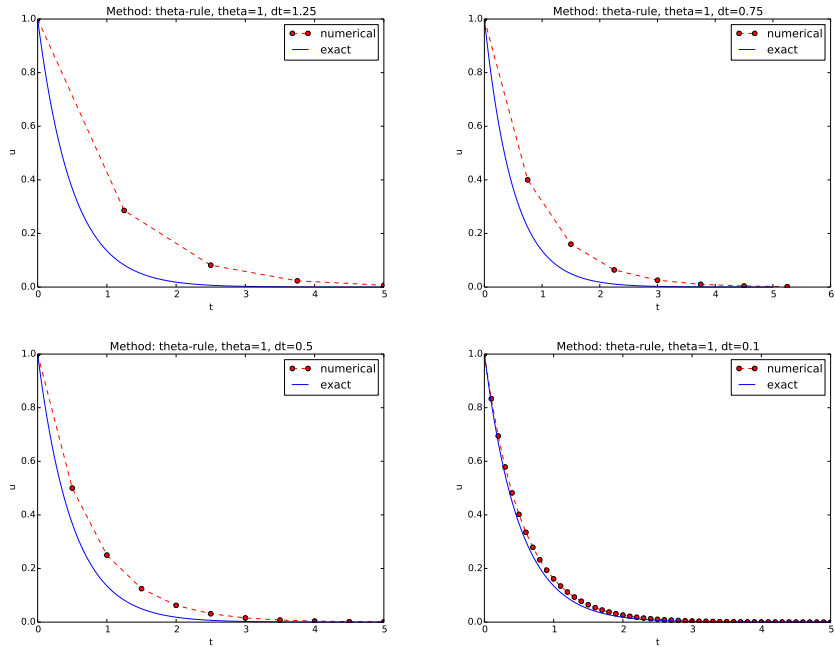 Method: theta-rule, theta=1, dt=1.25
numerical
exact
1.0
0.8
0.6
0.4
0.2
0.0
u
0 1 2 3 4 5
t
Method: theta-rule, theta=1, dt=0.75
numerical
exact
1.0
0.8
0.6
0.4
0.2
0.0
u
0 1 2 3 4 5 6
t
Method: theta-rule, theta=1, dt=0.5
numerical
exact
1.0
0.8
0.6
0.4
0.2
0.0
u
0 1 2 3 4 5
t
Method: theta-rule, theta=1, dt=0.1
numerical
exact
1.0
0.8
0.6
0.4
0.2
0.0
u
0 1 2 3 4 5
t